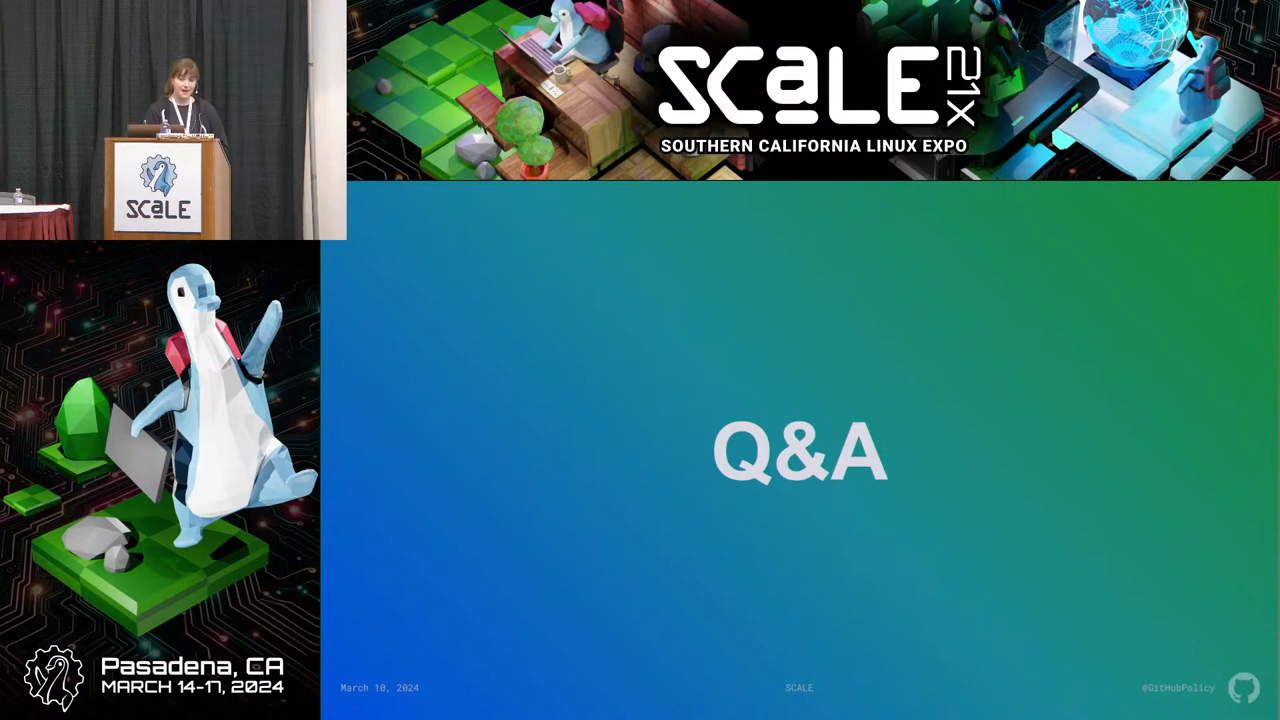 SCaLE 21X
SOUTHERN CALIFORNIA LINUX EXPO
SCaLE
Q&A
Pasadena, CA
MARCH 14-17, 2024
March 10, 2024
SCALE
@GitHubPolicy